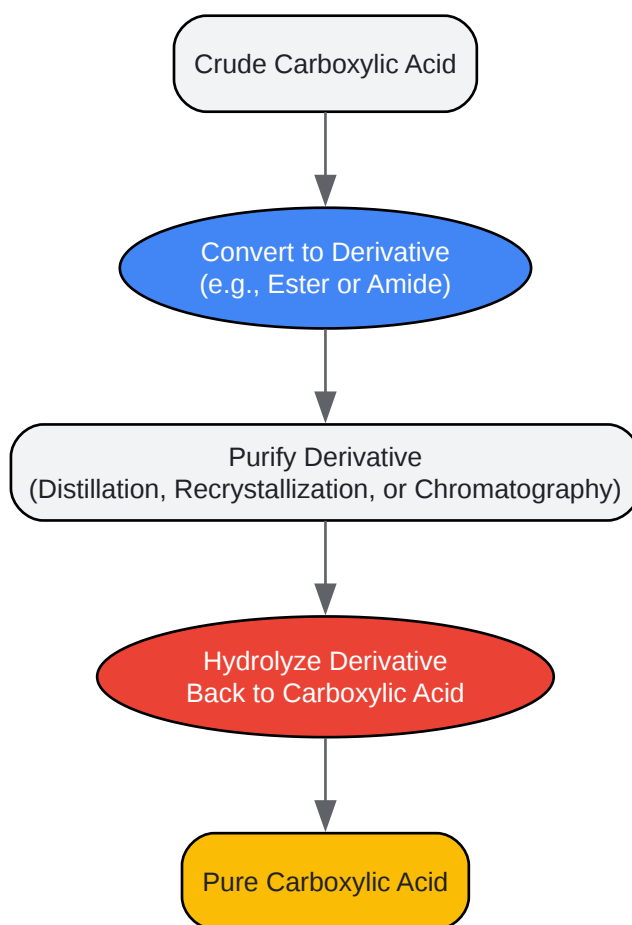 Crude Carboxylic Acid
Convert to Derivative
(e.g., Ester or Amide)
Purify Derivative
(Distillation, Recrystallization, or Chromatography)
Hydrolyze Derivative
Back to Carboxylic Acid
Pure Carboxylic Acid